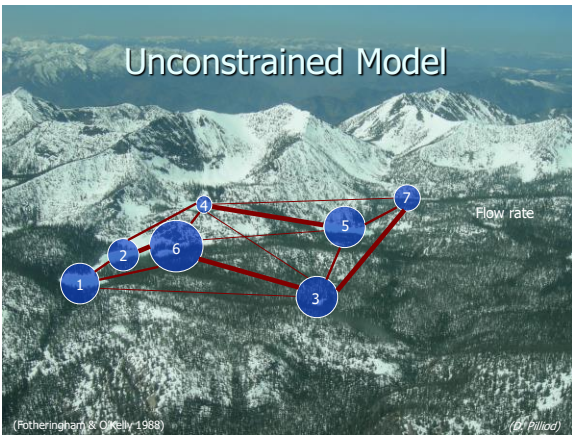 Unconstrained Model
4
7
Flow rate
5
2
6
1
3
(Fotheringham & O'Kelly 1988)
(D. Pilliod)